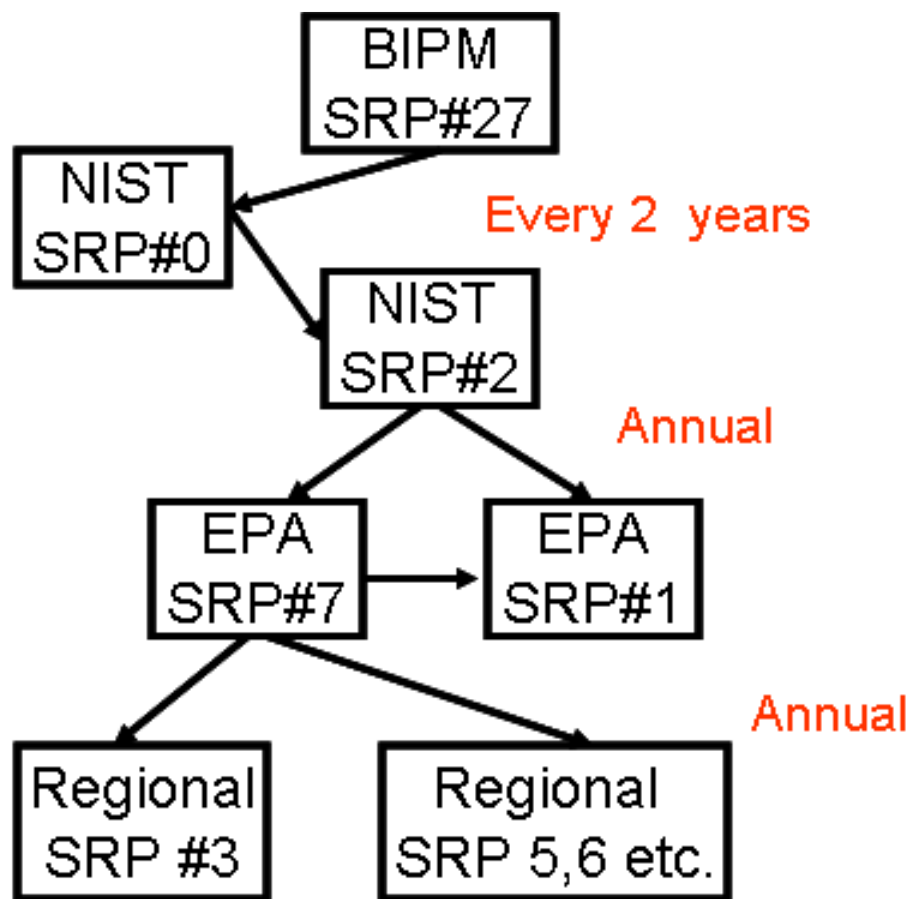 BIPM
SRP#27
NIST
SRP#0
Every 2 years
NIST
SRP#2
Annual
EPA
SRP#7
EPA
SRP#1
Annual
Regional
SRP #3
Regional
SRP 5,6 etc.